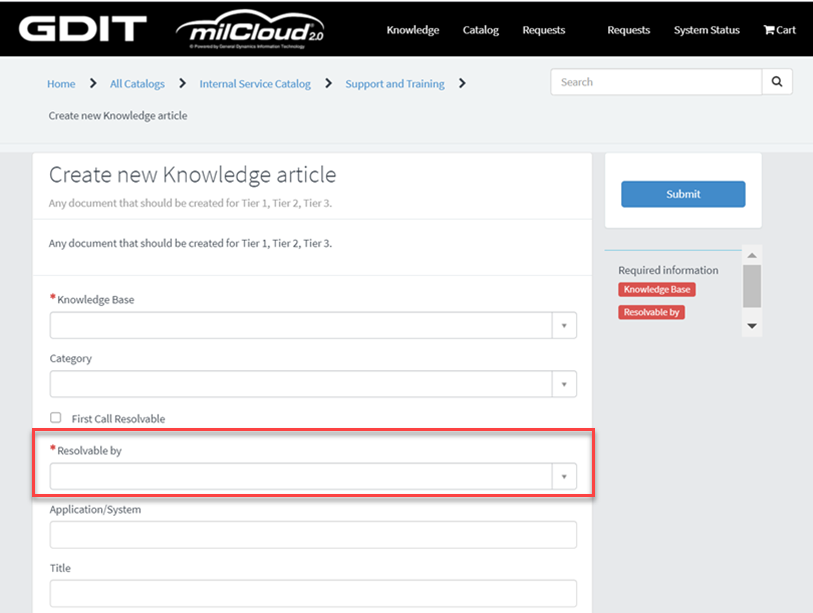 GDIT milCloud 2.0 Knowledge Catalog Requests Requests System Status Cart
® Powered by General Dynamics Information Technology
Home All Catalogs Internal Service Catalog Support and Training
Search
Create new Knowledge article
Create new Knowledge article
Any document that should be created for Tier 1, Tier 2, Tier 3.
Any document that should be created for Tier 1, Tier 2, Tier 3.
* Knowledge Base
Category
First Call Resolvable
* Resolvable by
Application/System
Title
Submit
Required information
Knowledge Base
Resolvable by